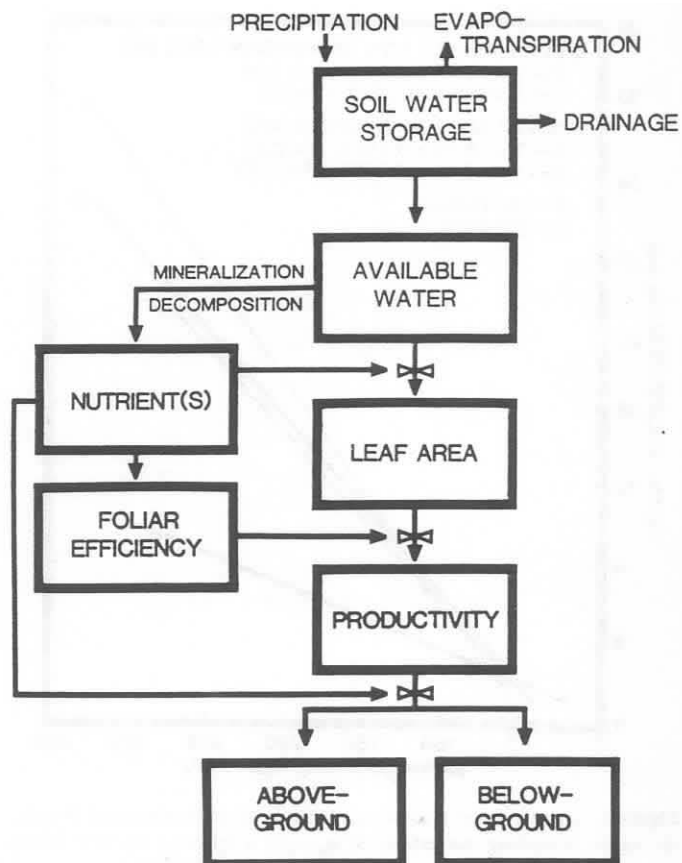 PRECIPITATION
EVAPO-
TRANSPIRATION
SOIL WATER
STORAGE
DRAINAGE
AVAILABLE
WATER
MINERALIZATION
DECOMPOSITION
NUTRIENT(S)
LEAF AREA
FOLIAR
EFFICIENCY
PRODUCTIVITY
ABOVE-
GROUND
BELOW-
GROUND